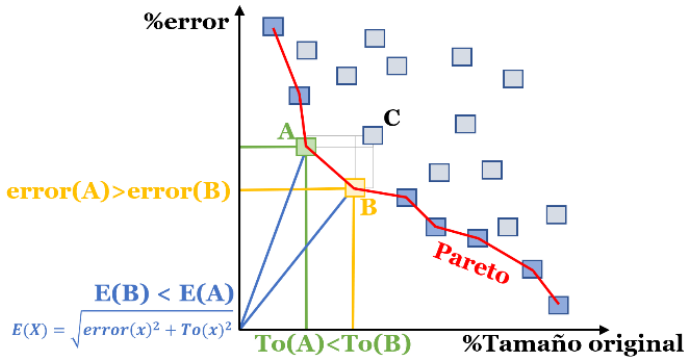 %error
A
C
error(A)>error(B)
B
Pareto
E(B) < E(A)
E(X) = √error(x)² + To(x)²
To(A)<To(B)
%Tamaño original